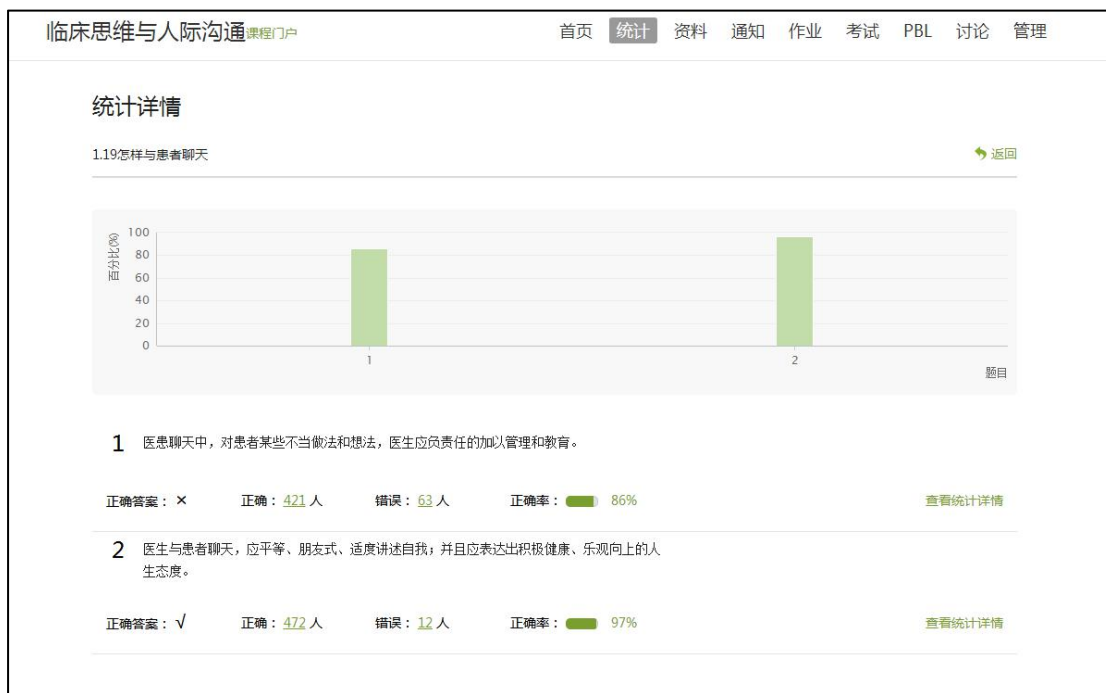 临床思维与人际沟通课程门户 首页 统计 资料 通知 作业 考试 PBL 讨论 管理
统计详情
1.19怎样与患者聊天 返回
百分比(%)
100
80
60
40
20
0
1 2
题目
1 医患聊天中，对患者某些不当做法和想法，医生应负责任的加以管理和教育。
正确答案：× 正确：421人 错误：63人 正确率： 86% 查看统计详情
2 医生与患者聊天，应平等、朋友式、适度讲述自我；并且应表达出积极健康、乐观向上的人
生态度。
正确答案：√ 正确：472人 错误：12人 正确率： 97% 查看统计详情